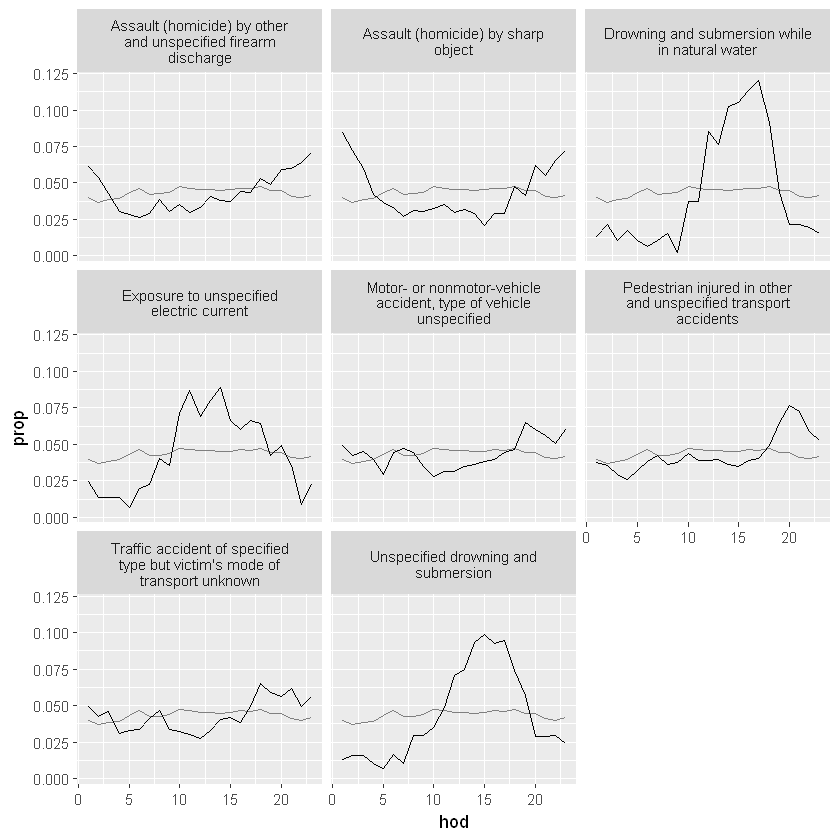 Assault (homicide) by other
and unspecified firearm
discharge
Assault (homicide) by sharp
object
Drowning and submersion while
in natural water
0.125
0.100
0.075
0.050
0.025
0.000
Exposure to unspecified
electric current
Motor- or nonmotor-vehicle
accident, type of vehicle
unspecified
Pedestrian injured in other
and unspecified transport
accidents
0.125
0.100
0.075
0.050
0.025
0.000
prop
0 5 10 15 20
Traffic accident of specified
type but victim's mode of
transport unknown
Unspecified drowning and
submersion
0.125
0.100
0.075
0.050
0.025
0.000
0 5 10 15 20
0 5 10 15 20
hod